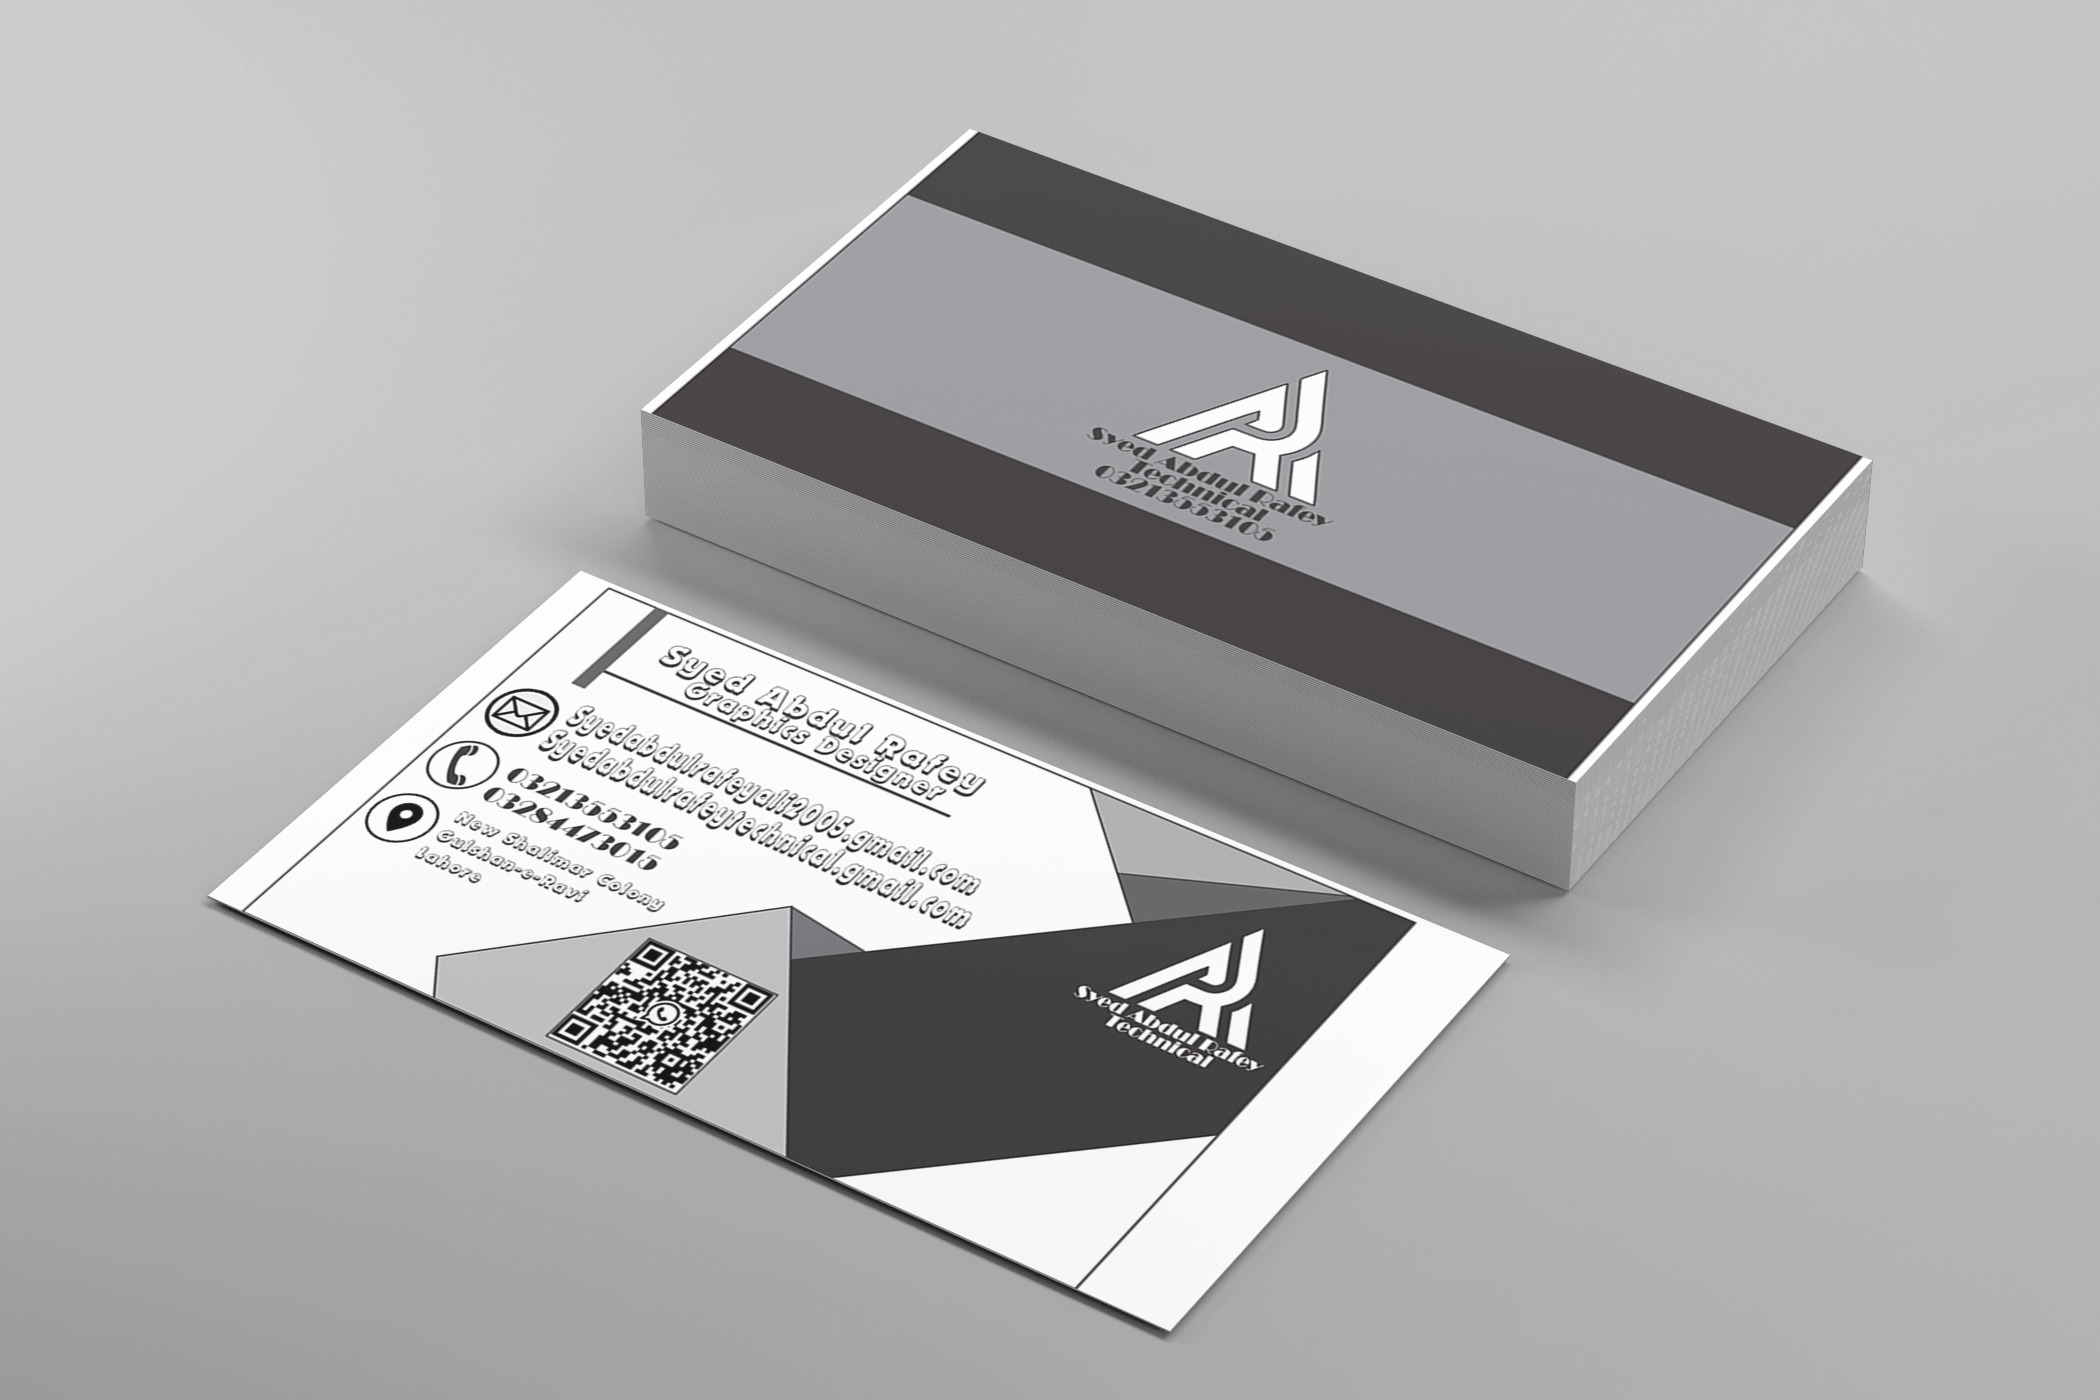 Syed Abdul Rafey
Technical
03213553105
Syed Abdul Rafey
Graphics Designer
Syedabdulrafeyali2005.gmail.com
Syedabdulrafeytechnical.gmail.com
03213553105
03284473015
New Shalimar Colony
Gulshan-e-Ravi
Lahore
Syed Abdul Rafey
Technical